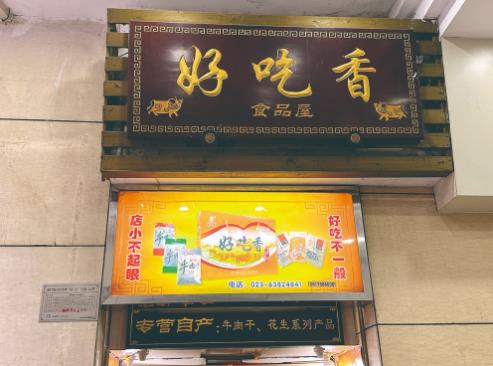 好吃香
食品屋
店小不起眼
好吃香
好吃不一般
电话 023-63824641
专营自产:牛肉干、花生系列产品